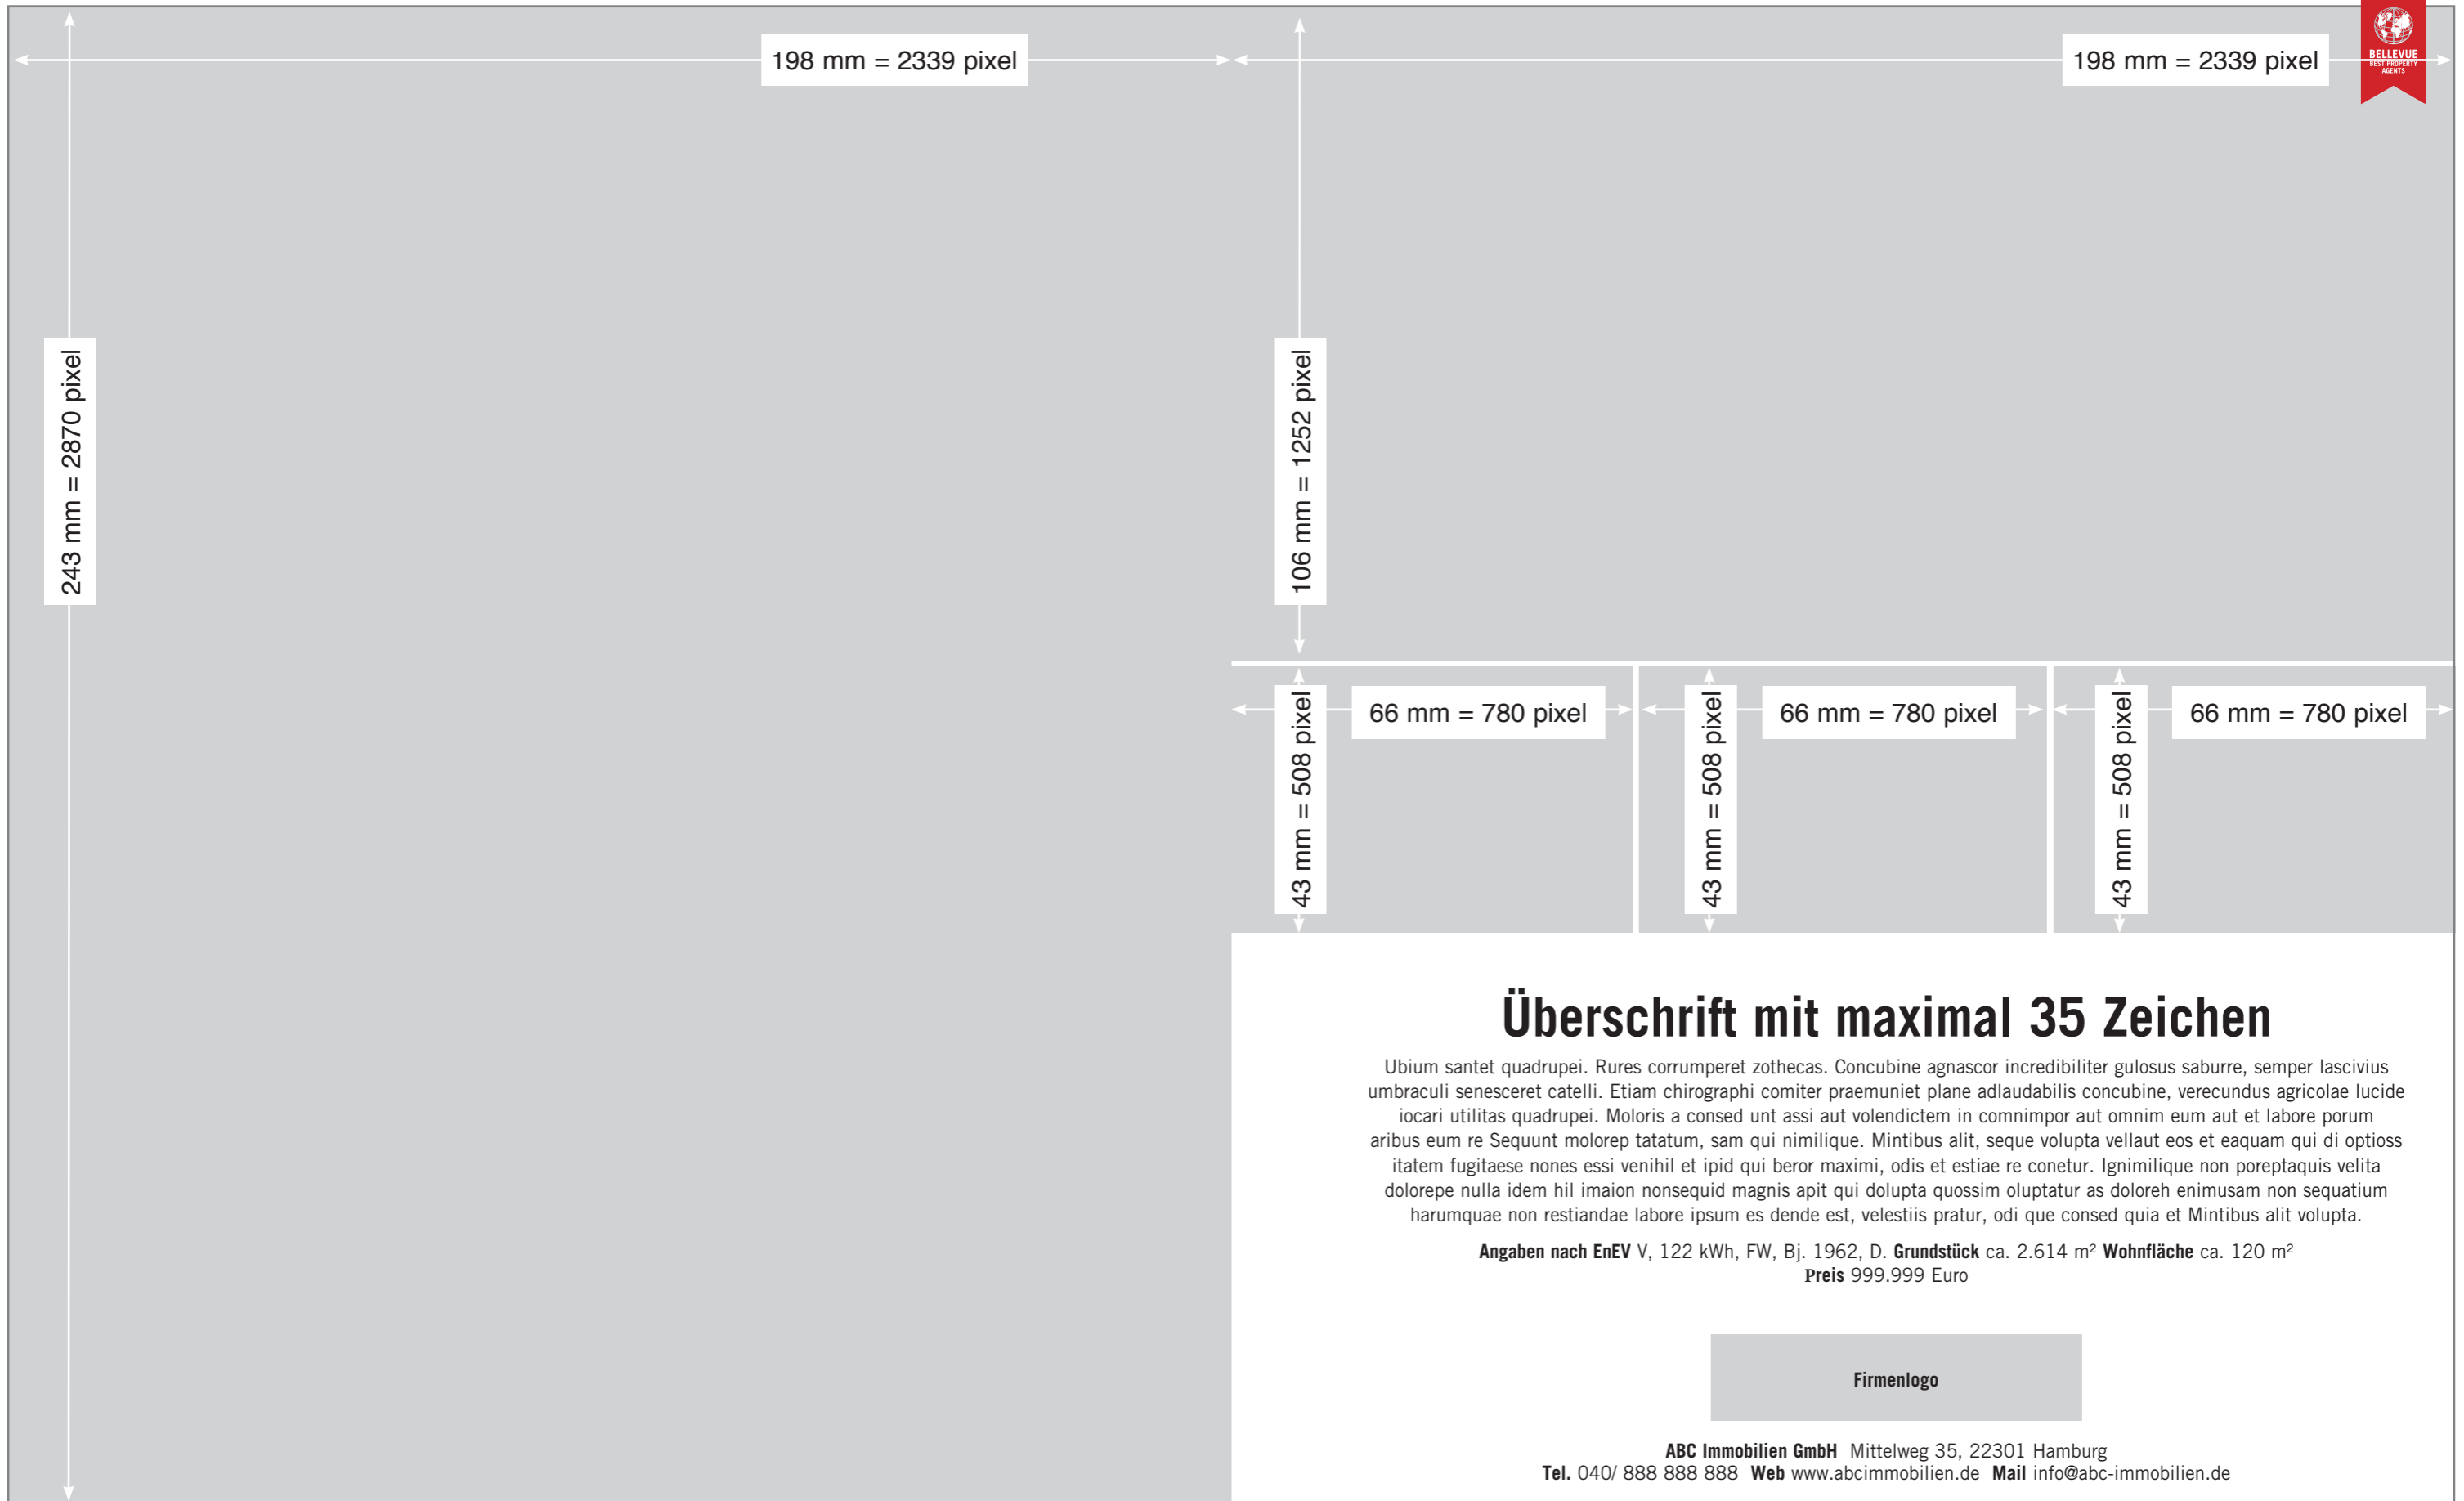 198 mm = 2339 pixel
198 mm = 2339 pixel
BELLEVUE
BEST PROPERTY
AGENTS
243 mm = 2870 pixel
106 mm = 1252 pixel
43 mm = 508 pixel
66 mm = 780 pixel
43 mm = 508 pixel
66 mm = 780 pixel
43 mm = 508 pixel
66 mm = 780 pixel
Überschrift mit maximal 35 Zeichen
Ubium santet quadrupei. Rures corrumperet zothecas. Concubine agnascor incredibiliter gulosus saburre, semper lascivius
umbraculi senesceret catelli. Etiam chirographi comiter praemuniet plane adlaudabilis concubine, verecundus agricolae lucide
iocari utilitas quadrupei. Moloris a consed unt assi aut volendictem in comnimpor aut omnim eum aut et labore porum
aribus eum re Sequunt molorep tatatum, sam qui nimilique. Mintibus alit, seque volupta vellaut eos et eaquam qui di optioss
itatem fugitaese nones essi venihil et ipid qui beror maximi, odis et estiae re conetur. Ignimilique non poreptaquis velita
dolorepe nulla idem hil imaion nonsequid magnis apit qui dolupta quossim oluptatur as doloreh enimusam non sequatium
harumquae non restiandae labore ipsum es dende est, velestiis pratur, odi que consed quia et Mintibus alit volupta.
Angaben nach EnEV V, 122 kWh, FW, Bj. 1962, D. Grundstück ca. 2.614 m² Wohnfläche ca. 120 m²
Preis 999.999 Euro
Firmenlogo
ABC Immobilien GmbH Mittelweg 35, 22301 Hamburg
Tel. 040/ 888 888 888 Web www.abcimmobilien.de Mail info@abc-immobilien.de